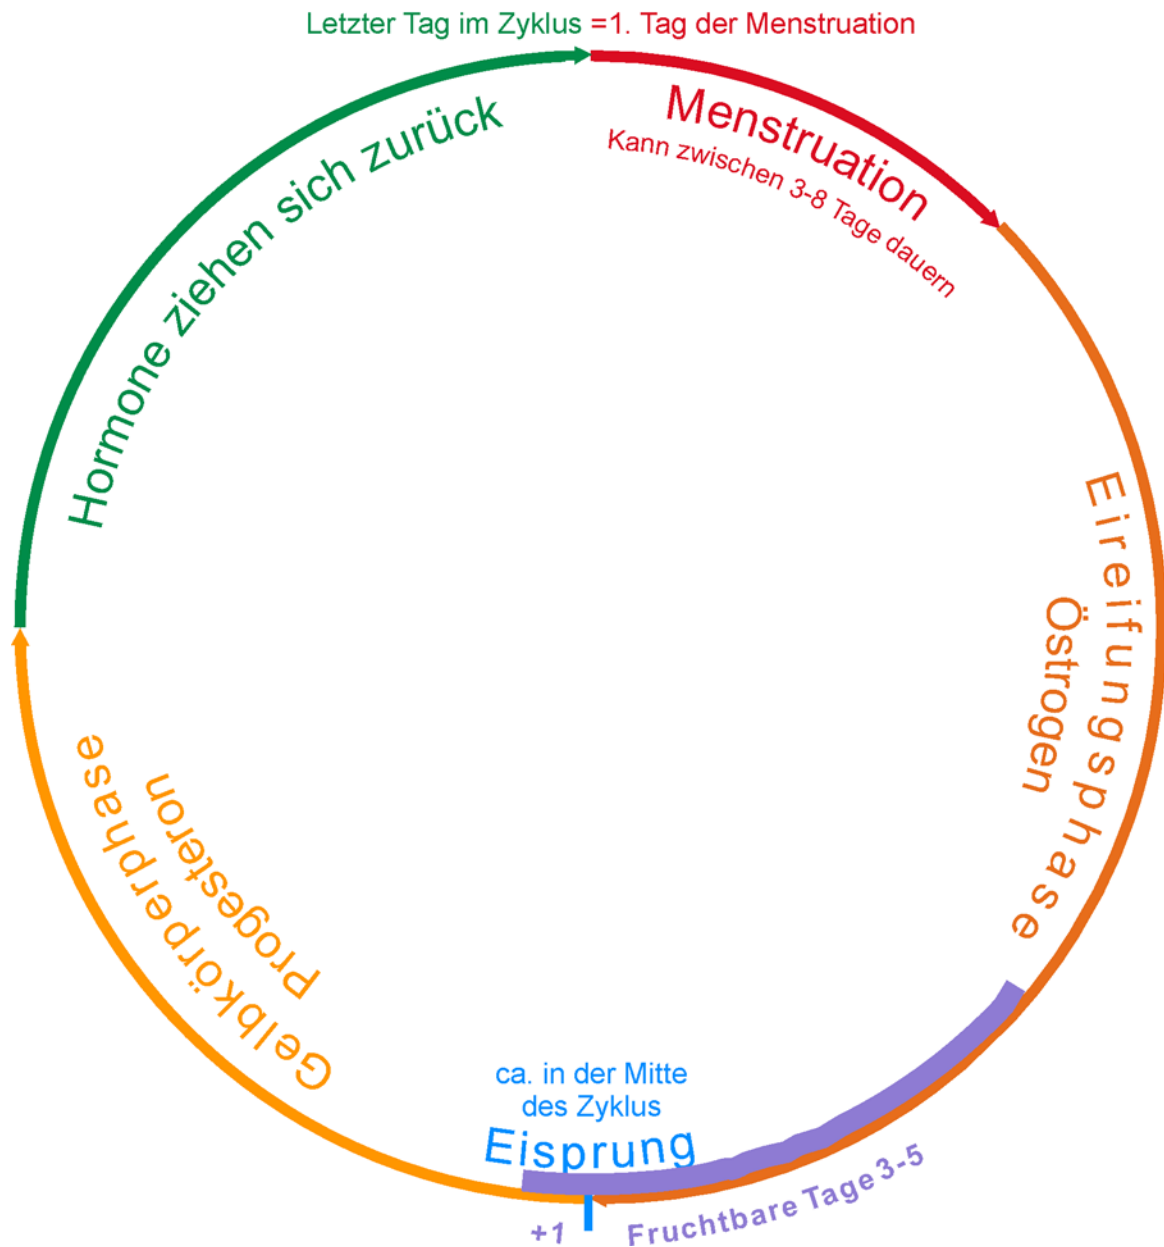 Letzter Tag im Zyklus =1. Tag der Menstruation
Menstruation
Kann zwischen 3-8 Tage dauern
Eireifungsphase
Östrogen
Fruchtbare Tage 3-5
+1
ca. in der Mitte
des Zyklus
Eisprung
Gelbkörperphase
Progesteron
Hormone ziehen sich zurück